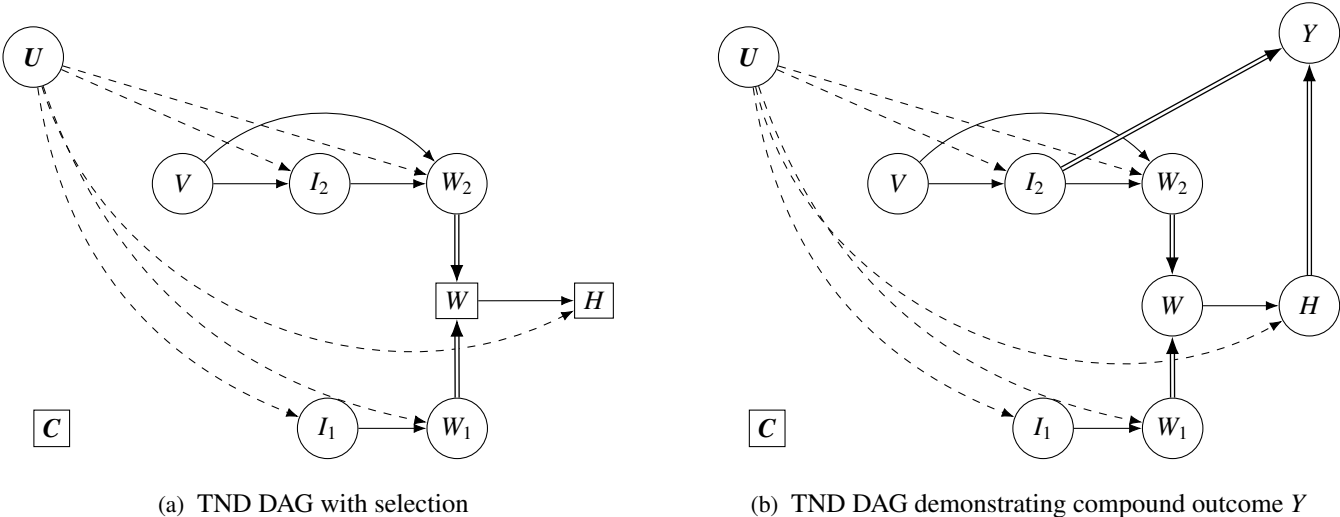 U
V
I2
W2
W
H
I1
W1
C
(a) TND DAG with selection
U
Y
V
I2
W2
W
H
I1
W1
C
(b) TND DAG demonstrating compound outcome Y